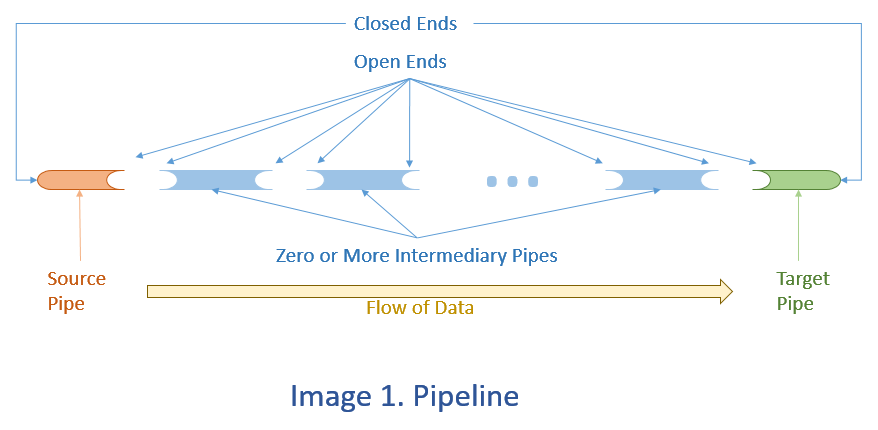 Closed Ends
Open Ends
Zero or More Intermediary Pipes
Source
Pipe
Target
Pipe
Flow of Data
Image 1. Pipeline